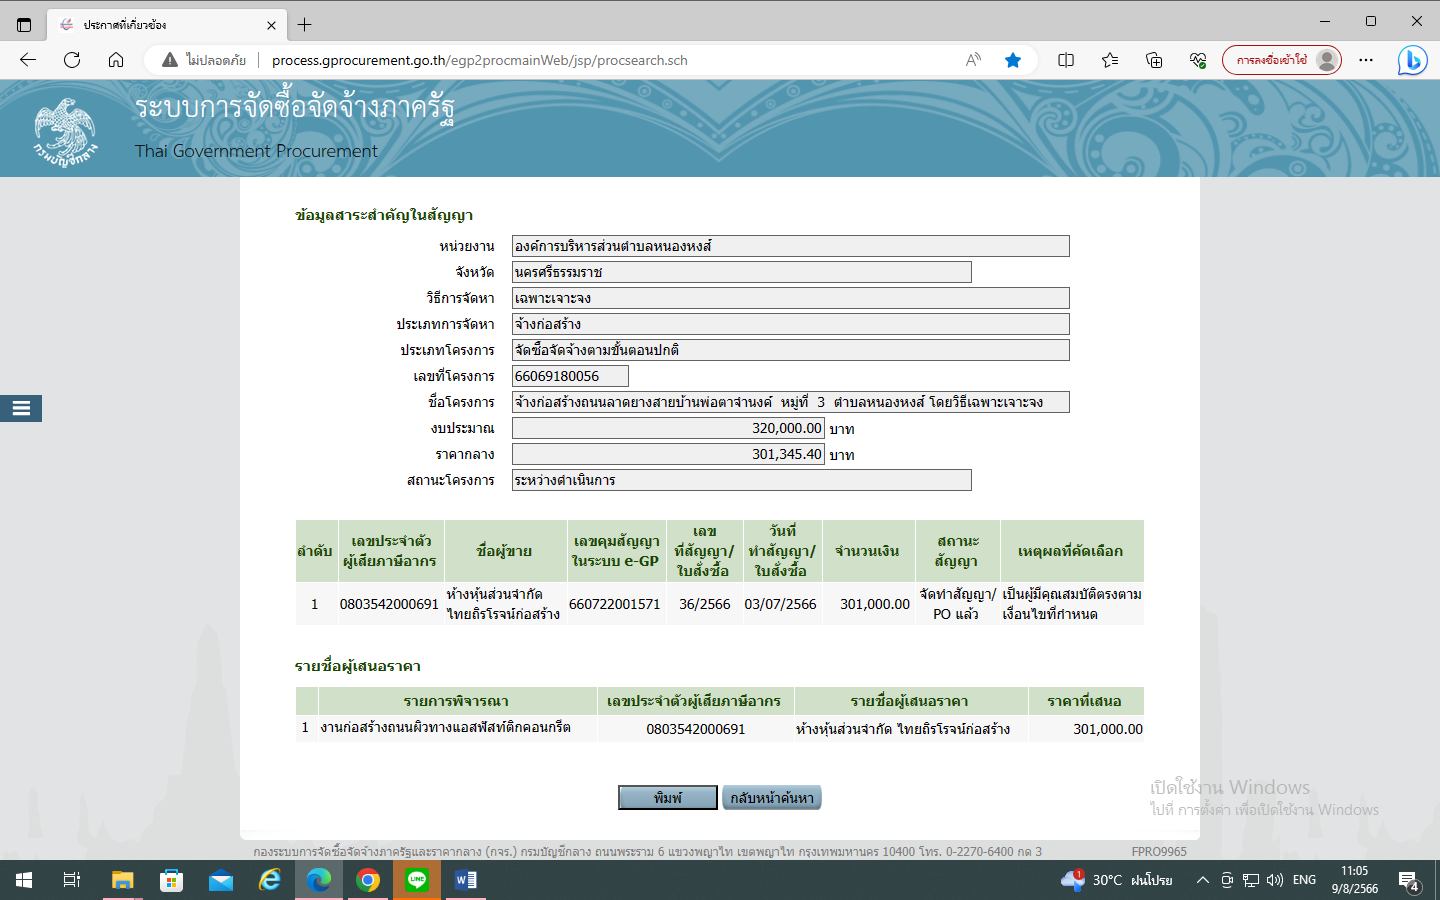 ประกาศที่เกี่ยวข้อง
ไม่ปลอดภัย process.gprocurement.go.th/egp2procmainWeb/jsp/procsearch.sch การลงชื่อเข้าใช้
ระบบการจัดซื้อจัดจ้างภาครัฐ
Thai Government Procurement
กรมบัญชีกลาง
ข้อมูลสาระสำคัญในสัญญา
หน่วยงาน องค์การบริหารส่วนตำบลหนองหงส์
จังหวัด นครศรีธรรมราช
วิธีการจัดหา เฉพาะเจาะจง
ประเภทการจัดหา จ้างก่อสร้าง
ประเภทโครงการ จัดซื้อจัดจ้างตามขั้นตอนปกติ
เลขที่โครงการ 66069180056
ชื่อโครงการ จ้างก่อสร้างถนนลาดยางสายบ้านพ่อตาจำนงค์ หมู่ที่ 3 ตำบลหนองหงส์ โดยวิธีเฉพาะเจาะจง
งบประมาณ 320,000.00 บาท
ราคากลาง 301,345.40 บาท
สถานะโครงการ ระหว่างดำเนินการ
ลำดับ เลขประจำตัวผู้เสียภาษีอากร ชื่อผู้ขาย เลขคุมสัญญาในระบบ e-GP เลขที่สัญญา/ใบสั่งซื้อ วันที่ทำสัญญา/ใบสั่งซื้อ จำนวนเงิน สถานะสัญญา เหตุผลที่คัดเลือก
1 0803542000691 ห้างหุ้นส่วนจำกัด ไทยถิรโรจน์ก่อสร้าง 660722001571 36/2566 03/07/2566 301,000.00 จัดทำสัญญา/PO แล้ว เป็นผู้มีคุณสมบัติตรงตามเงื่อนไขที่กำหนด
รายชื่อผู้เสนอราคา
รายการพิจารณา เลขประจำตัวผู้เสียภาษีอากร รายชื่อผู้เสนอราคา ราคาที่เสนอ
1 งานก่อสร้างถนนผิวทางแอสฟัสท์ติกคอนกรีต 0803542000691 ห้างหุ้นส่วนจำกัด ไทยถิรโรจน์ก่อสร้าง 301,000.00
พิมพ์ กลับหน้าค้นหา
เปิดใช้งาน Windows
ไปที่ การตั้งค่า เพื่อเปิดใช้งาน Windows
กองระบบการจัดซื้อจัดจ้างภาครัฐและราคากลาง (กจร.) กรมบัญชีกลาง ถนนพระราม 6 แขวงพญาไท เขตพญาไท กรุงเทพมหานคร 10400 โทร. 0-2270-6400 กด 3 FPRO9965
30°C ฝนโปรย ENG 11:05
9/8/2566